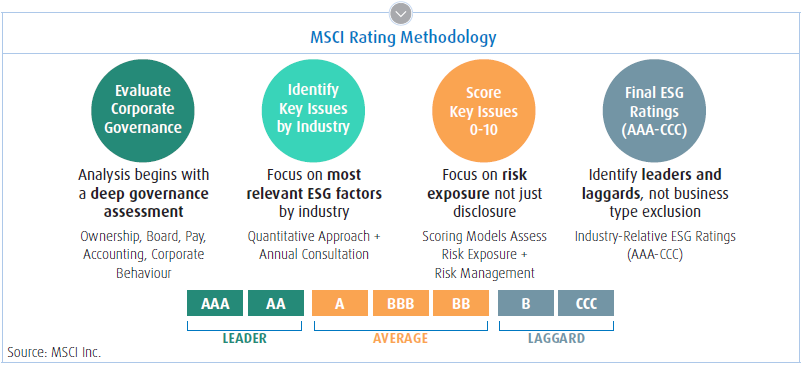 MSCI Rating Methodology
Evaluate
Corporate
Governance
Identify
Key Issues
by Industry
Score
Key Issues
0-10
Final ESG
Ratings
(AAA-CCC)
Analysis begins with
a deep governance
assessment
Focus on most
relevant ESG factors
by industry
Focus on risk
exposure not just
disclosure
Identify leaders and
laggards, not business
type exclusion
Ownership, Board, Pay,
Accounting, Corporate
Behaviour
Quantitative Approach +
Annual Consultation
Scoring Models Assess
Risk Exposure +
Risk Management
Industry-Relative ESG Ratings
(AAA-CCC)
AAA AA A BBB BB B CCC
LEADER AVERAGE LAGGARD
Source: MSCI Inc.